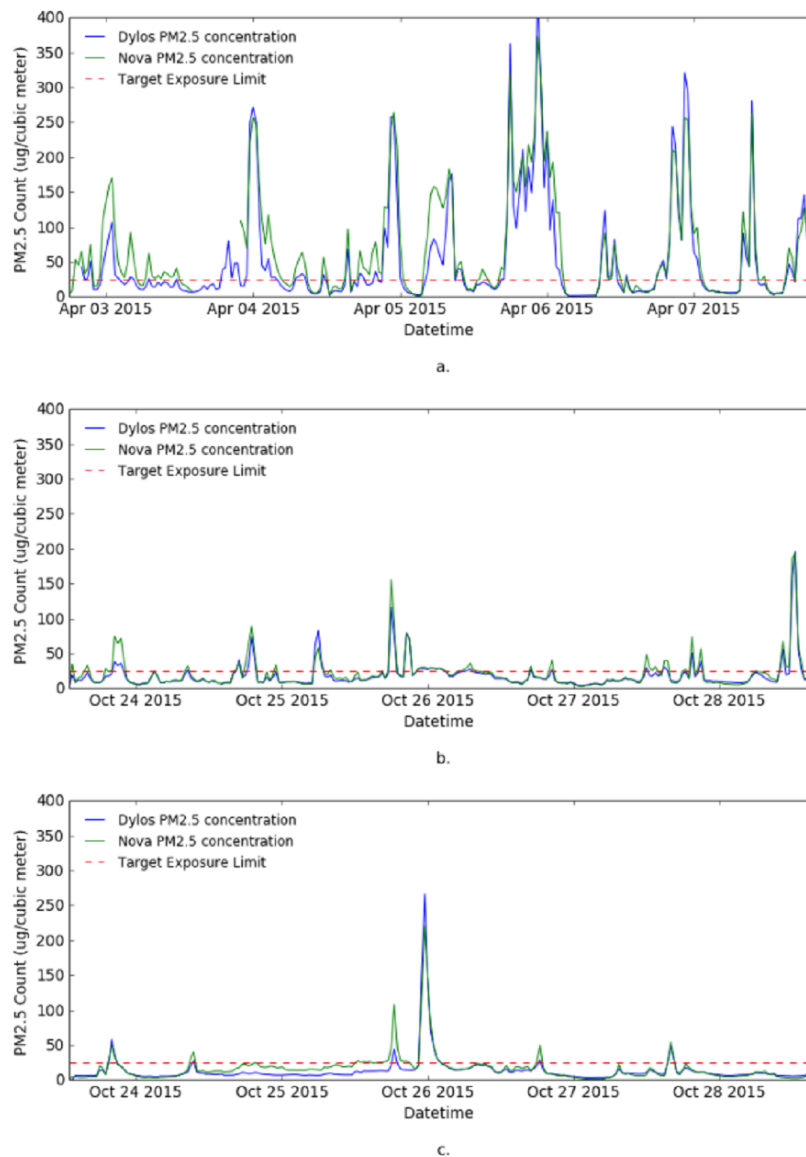 400
350
300
250
200
150
100
50
0
PM2.5 Count (ug/cubic meter)
Dylos PM2.5 concentration
Nova PM2.5 concentration
Target Exposure Limit
Apr 03 2015 Apr 04 2015 Apr 05 2015 Apr 06 2015 Apr 07 2015
Datetime
a.
400
350
300
250
200
150
100
50
0
PM2.5 Count (ug/cubic meter)
Dylos PM2.5 concentration
Nova PM2.5 concentration
Target Exposure Limit
Oct 24 2015 Oct 25 2015 Oct 26 2015 Oct 27 2015 Oct 28 2015
Datetime
b.
400
350
300
250
200
150
100
50
0
PM2.5 Count (ug/cubic meter)
Dylos PM2.5 concentration
Nova PM2.5 concentration
Target Exposure Limit
Oct 24 2015 Oct 25 2015 Oct 26 2015 Oct 27 2015 Oct 28 2015
Datetime
c.